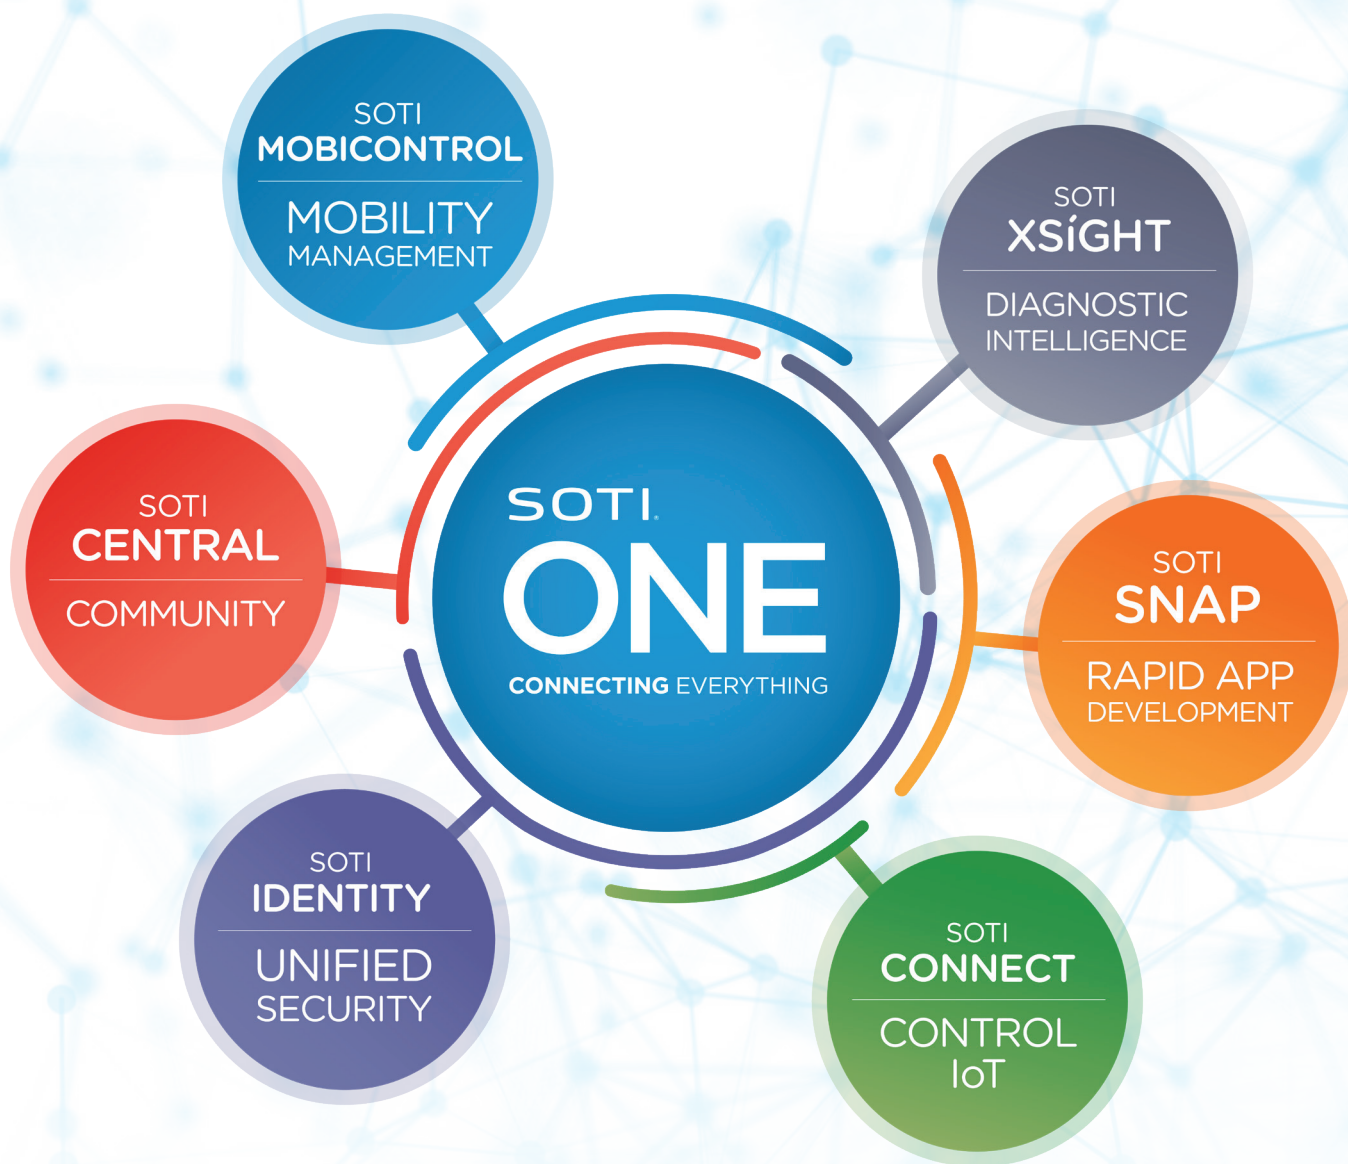 SOTI
MOBICONTROL
MOBILITY
MANAGEMENT
SOTI
XSíGHT
DIAGNOSTIC
INTELLIGENCE
SOTI
CENTRAL
COMMUNITY
SOTI.
ONE
CONNECTING EVERYTHING
SOTI
SNAP
RAPID APP
DEVELOPMENT
SOTI
IDENTITY
UNIFIED
SECURITY
SOTI
CONNECT
CONTROL
IoT